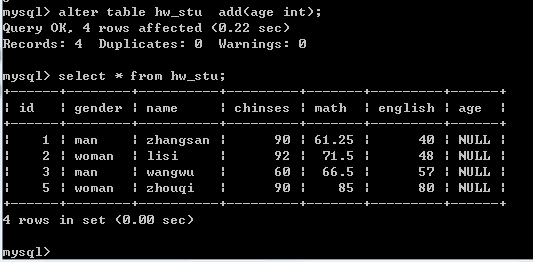 mysql> alter table hw_stu  add(age int);
Query OK, 4 rows affected (0.22 sec)
Records: 4  Duplicates: 0  Warnings: 0
mysql> select * from hw_stu;
+------+--------+----------+---------+-------+---------+------+
| id   | gender | name     | chinses | math  | english | age  |
+------+--------+----------+---------+-------+---------+------+
|    1 | man    | zhangsan |      90 | 61.25 |      40 | NULL |
|    2 | woman  | lisi     |      92 |  71.5 |      48 | NULL |
|    3 | man    | wangwu   |      60 |  66.5 |      57 | NULL |
|    5 | woman  | zhouqi   |      90 |    85 |      80 | NULL |
+------+--------+----------+---------+-------+---------+------+
4 rows in set (0.00 sec)
mysql>